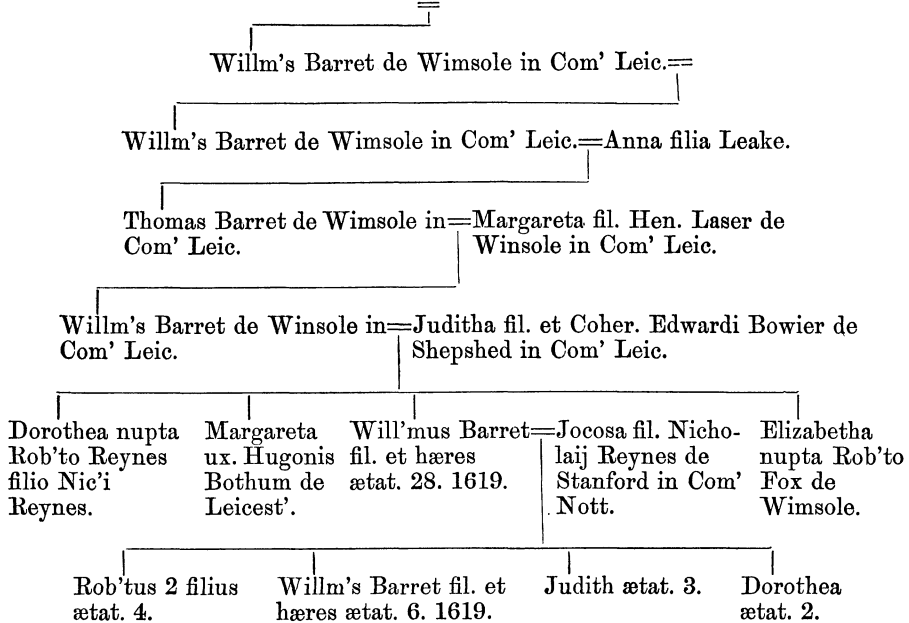 Willm's Barret de Wimsole in Com' Leic.=
Willm's Barret de Wimsole in Com' Leic.=Anna filia Leake.
Thomas Barret de Wimsole in=Margareta fil. Hen. Laser de
Com' Leic. Winsole in Com' Leic.
Willm's Barret de Winsole in=Juditha fil. et Coher. Edwardi Bowier de
Com' Leic. Shepshed in Com' Leic.
Dorothea nupta
Rob'to Reynes
filio Nic'i
Reynes.
Margareta
ux. Hugonis
Bothum de
Leicest'.
Will'mus Barret=
fil. et hæres
ætat. 28. 1619.
Jocosa fil. Nicho-
laij Reynes de
Stanford in Com'
Nott.
Elizabetha
nupta Rob'to
Fox de
Wimsole.
Rob'tus 2 filius
ætat. 4.
Willm's Barret fil. et
hæres ætat. 6. 1619.
Judith ætat. 3.
Dorothea
ætat. 2.